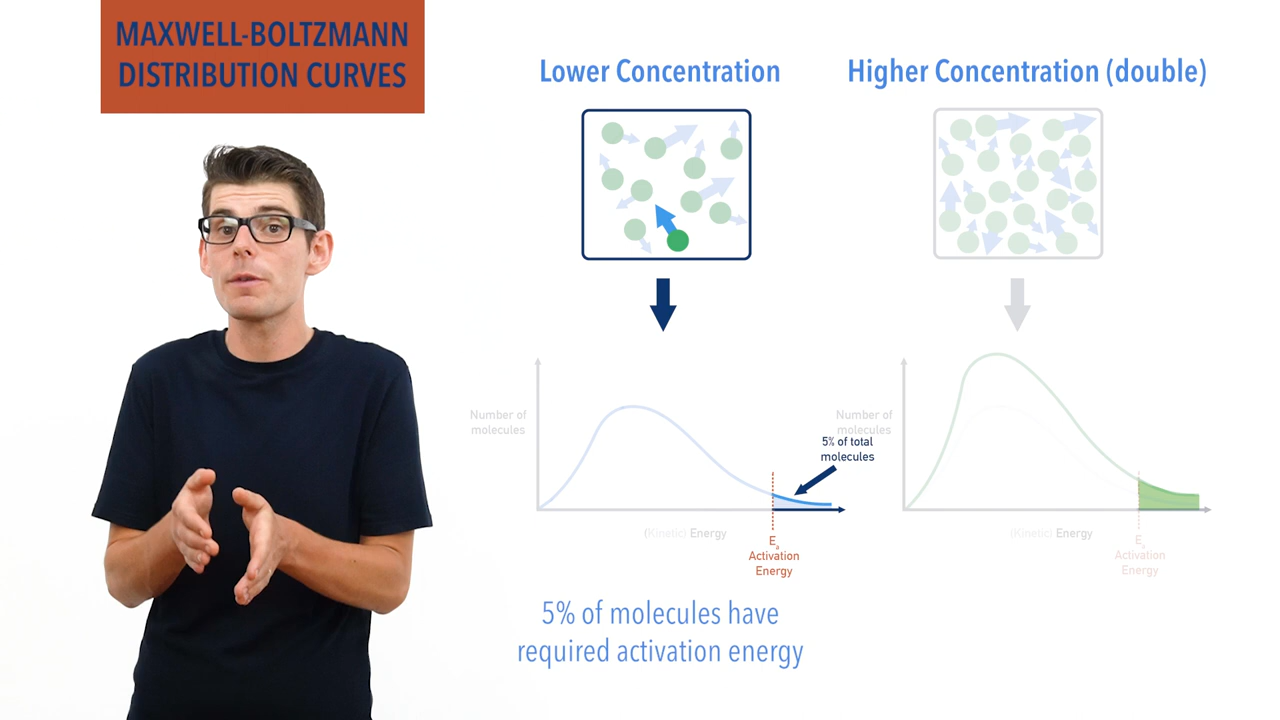 MAXWELL-BOLTZMANN
DISTRIBUTION CURVES
Lower Concentration
Higher Concentration (double)
Number of
molecules
5% of total
molecules
(Kinetic) Energy
Ea
Activation
Energy
Number of
molecules
(Kinetic) Energy
Ea
Activation
Energy
5% of molecules have
required activation energy